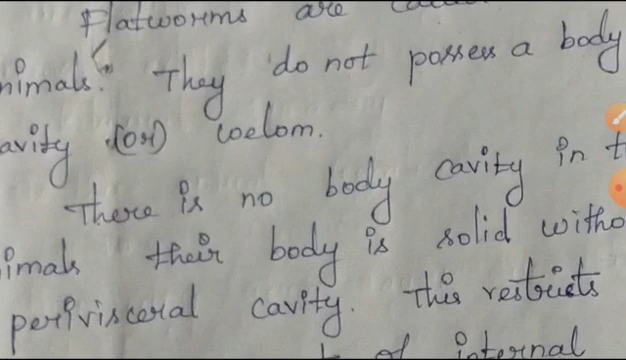 Flatworms are
nimals. They do not possess a body
avity (or) coelom.
There is no body cavity in t
imals their body is solid witho
perivisceral cavity. This restricts
of internal